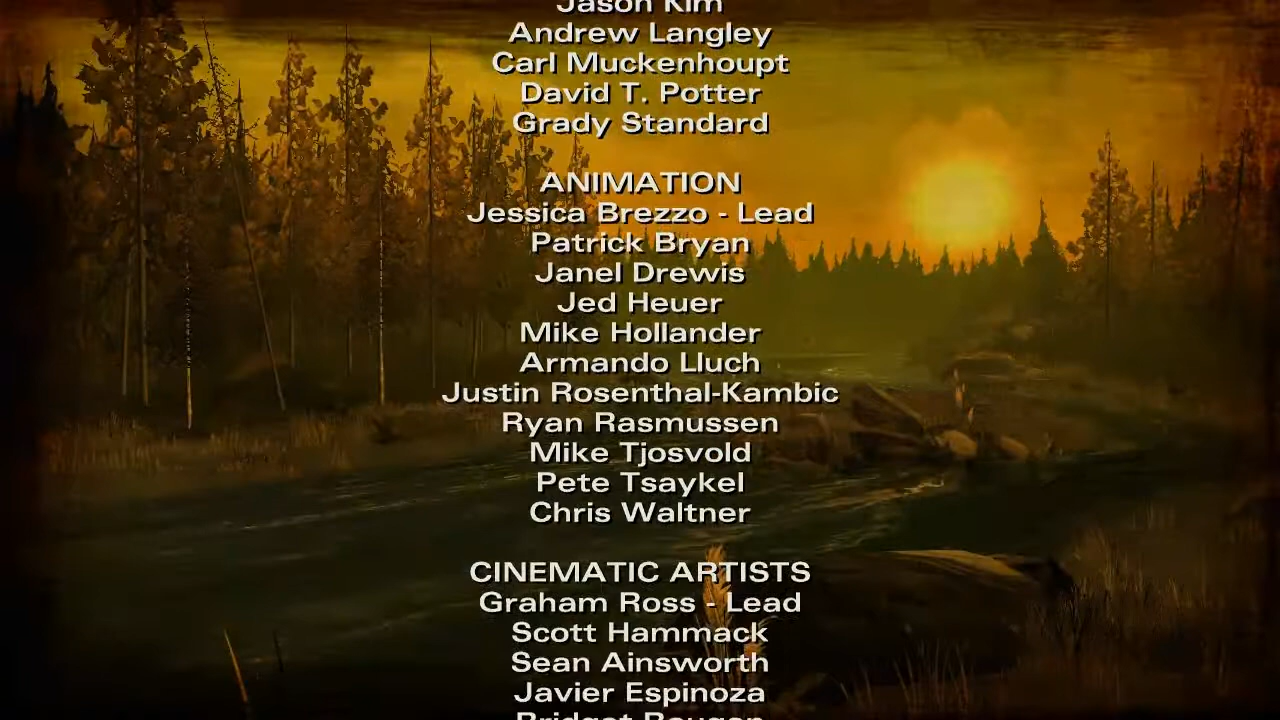 Jason Kim
Andrew Langley
Carl Muckenhoupt
David T. Potter
Grady Standard
ANIMATION
Jessica Brezzo - Lead
Patrick Bryan
Janel Drewis
Jed Heuer
Mike Hollander
Armando Lluch
Justin Rosenthal-Kambic
Ryan Rasmussen
Mike Tjosvold
Pete Tsaykel
Chris Waltner
CINEMATIC ARTISTS
Graham Ross - Lead
Scott Hammack
Sean Ainsworth
Javier Espinoza